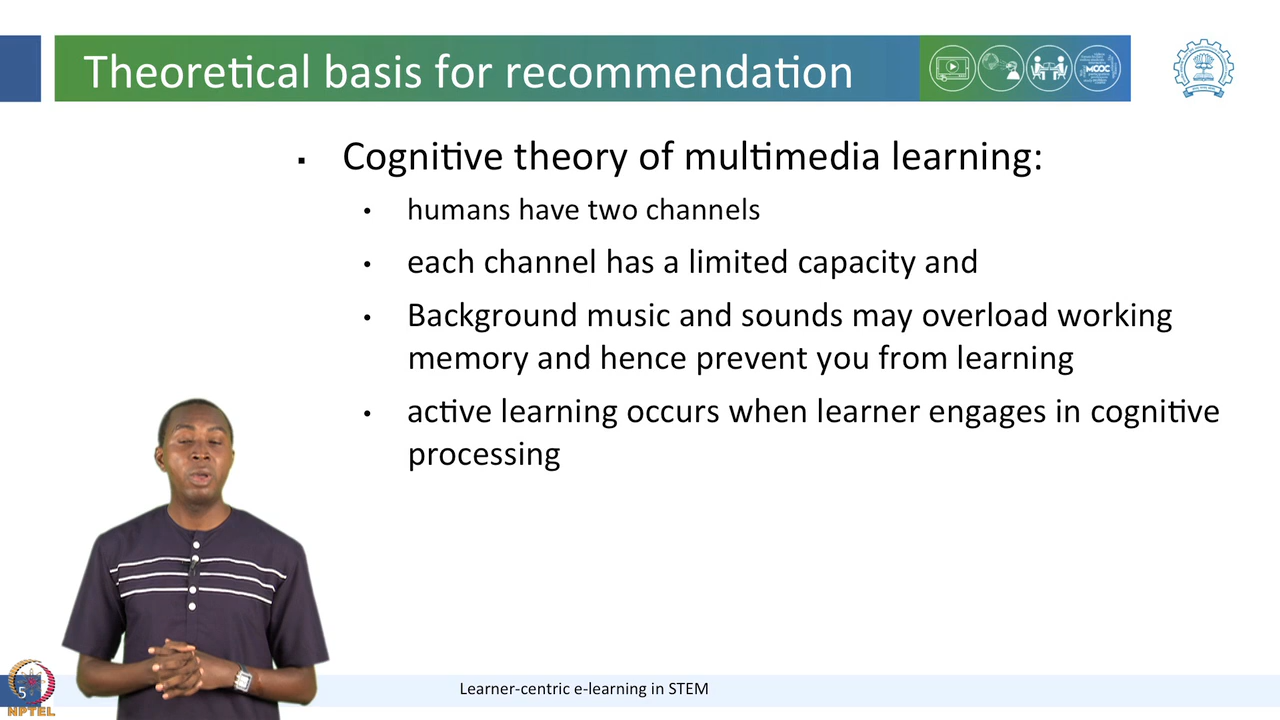 Theoretical basis for recommendation
MOOC
▪ Cognitive theory of multimedia learning:
• humans have two channels
• each channel has a limited capacity and
• Background music and sounds may overload working
memory and hence prevent you from learning
• active learning occurs when learner engages in cognitive
processing
5
NPTEL
Learner-centric e-learning in STEM